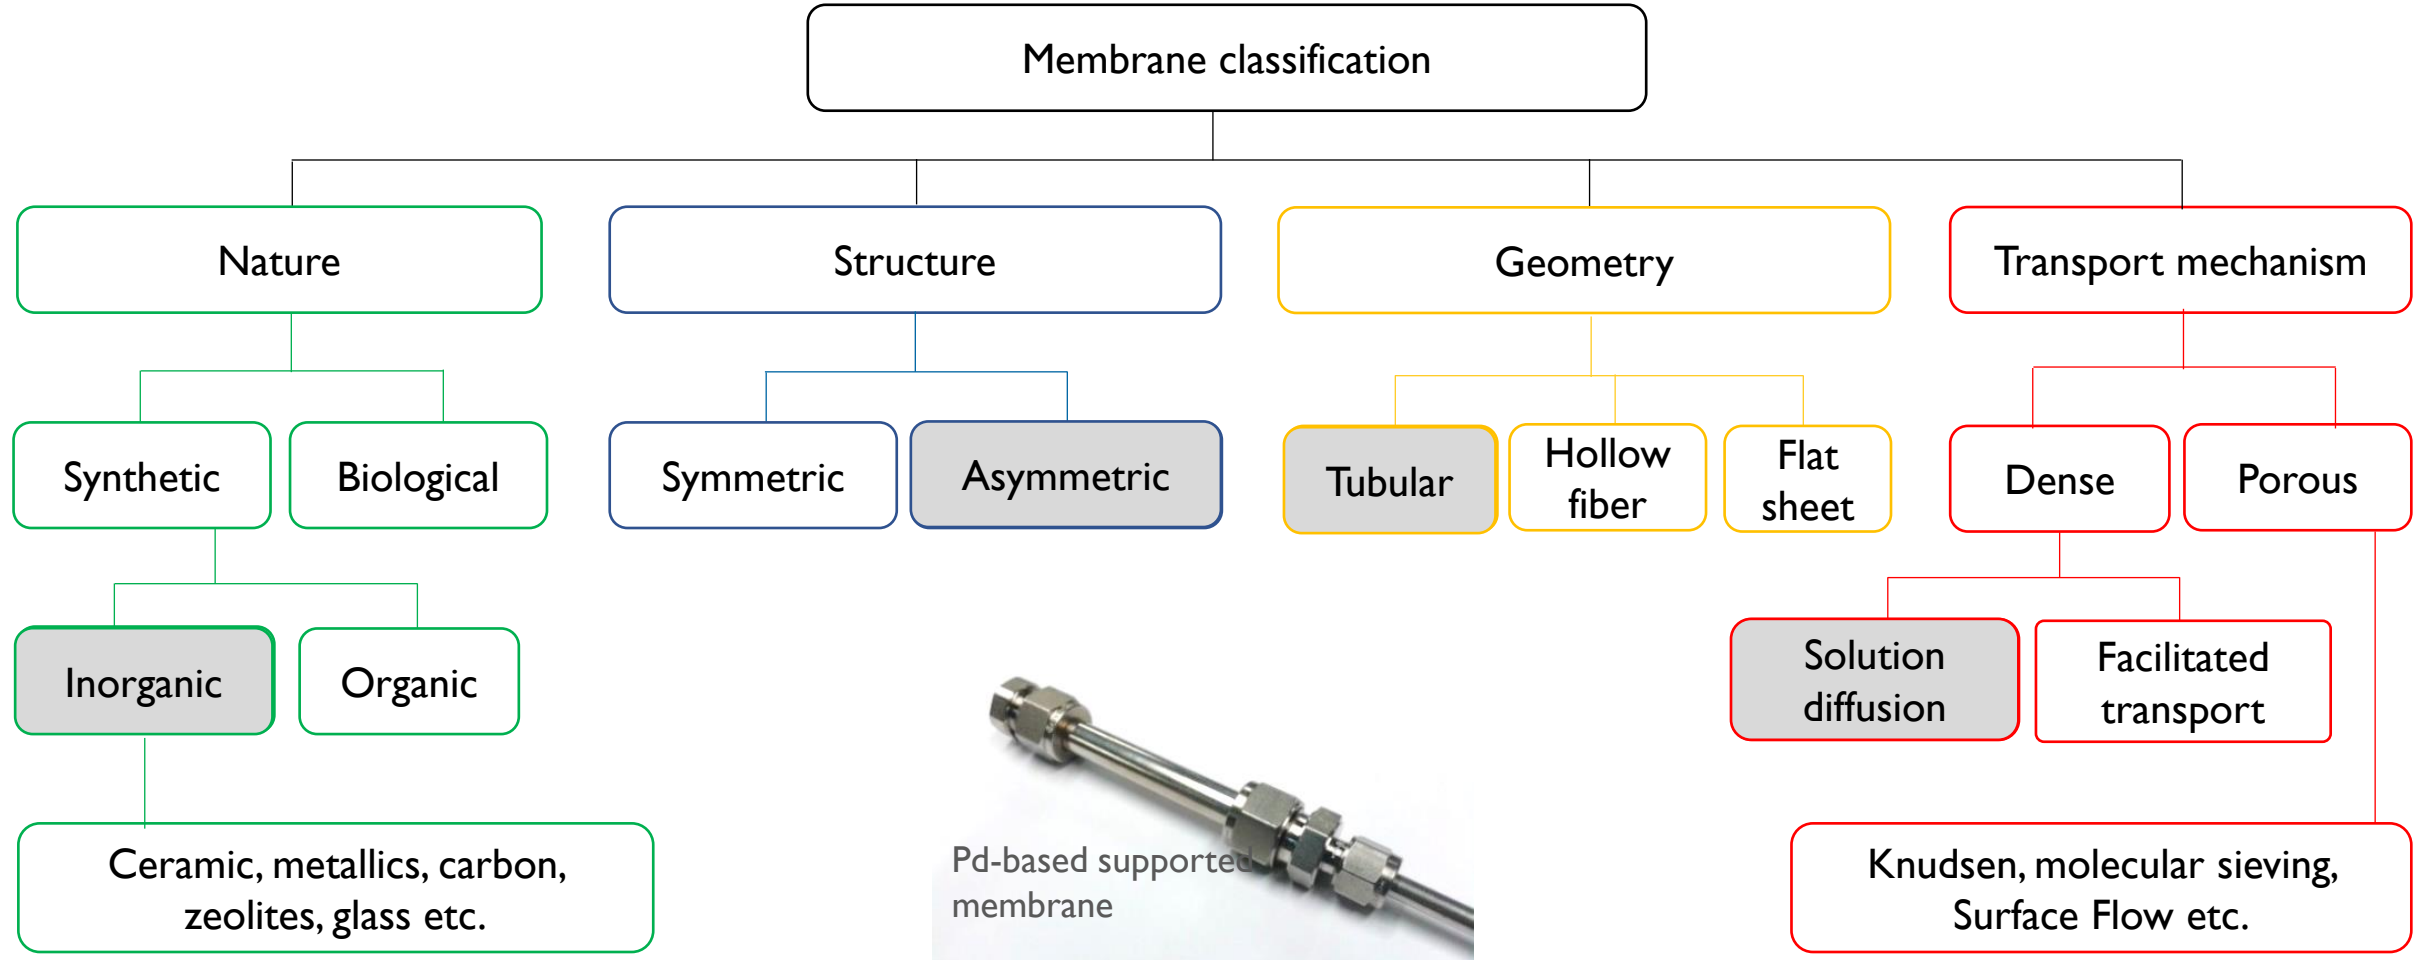 Membrane classification
Nature
Structure
Geometry
Transport mechanism
Synthetic
Biological
Symmetric
Asymmetric
Tubular
Hollow
fiber
Flat
sheet
Dense
Porous
Inorganic
Organic
Solution
diffusion
Facilitated
transport
Ceramic, metallics, carbon,
zeolites, glass etc.
Pd-based supported
membrane
Knudsen, molecular sieving,
Surface Flow etc.